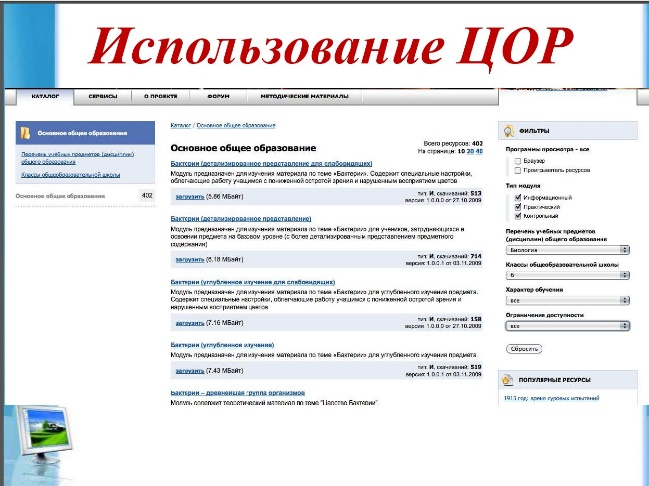 Использование ЦОР
КАТАЛОГ СЕРВИСЫ О ПРОЕКТЕ ФОРУМ МЕТОДИЧЕСКИЕ МАТЕРИАЛЫ
Основное общее образование
Перечень учебных предметов (дисциплин)
общего образования
Классы общеобразовательной школы
Основное общее образование 402
Каталог / Основное общее образование
Основное общее образование
Всего ресурсов: 402
На странице: 10 20 40
Бактерии (детализированное представление для слабовидящих)
Модуль предназначен для изучения материала по теме «Бактерии». Содержит специальные настройки,
облегчающие работу учащимся с пониженной остротой зрения и нарушенным восприятием цветов
загрузить (5.86 МБайт)
тип: И, скачиваний: 513
версия: 1.0.0.0 от 27.10.2009
Бактерии (детализированное представление)
Модуль предназначен для изучения материала по теме «Бактерии» для учеников, затрудняющихся в
освоении предмета на базовом уровне (с более детализированным представлением предметного
содержания)
загрузить (6.18 МБайт)
тип: И, скачиваний: 714
версия: 1.0.0.1 от 03.11.2009
Бактерии (углубленное изучение для слабовидящих)
Модуль предназначен для изучения материала по теме «Бактерии» для углубленного изучения предмета.
Содержит специальные настройки, облегчающие работу учащимся с пониженной остротой зрения и
нарушенным восприятием цветов
загрузить (7.16 МБайт)
тип: И, скачиваний: 158
версия: 1.0.0.0 от 27.10.2009
Бактерии (углубленное изучение)
Модуль предназначен для изучения материала по теме «Бактерии» для углубленного изучения предмета
загрузить (7.43 МБайт)
тип: И, скачиваний: 519
версия: 1.0.0.1 от 03.11.2009
Бактерии – древнейшая группа организмов
Модуль содержит теоретический материал по теме "Царство Бактерии"
ФИЛЬТРЫ
Программы просмотра – все
Браузер
Проигрыватель ресурсов
Тип модуля
Информационный
Практический
Контрольный
Перечень учебных предметов
(дисциплин) общего образования
Биология
Классы общеобразовательной школы
6
Характер обучения
все
Ограничения доступности
все
Сбросить
ПОПУЛЯРНЫЕ РЕСУРСЫ